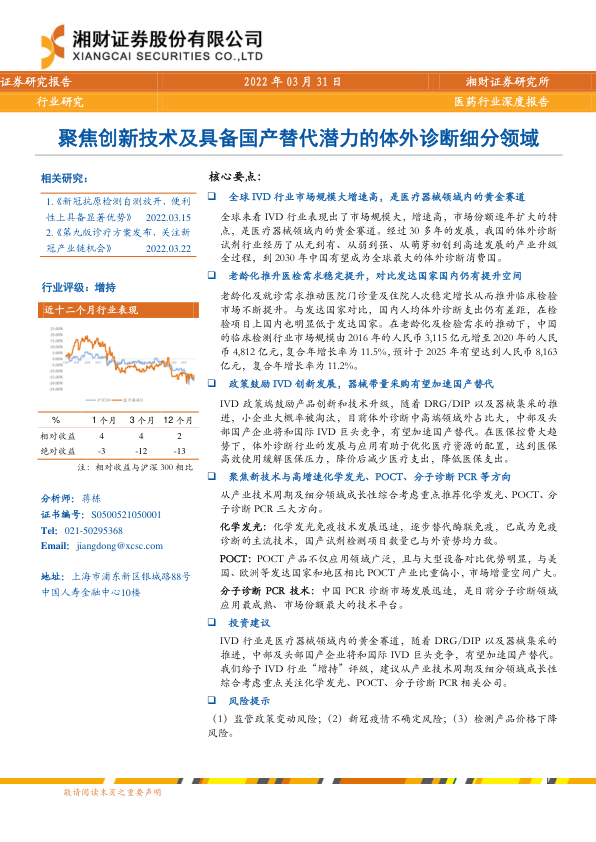 湘财证券股份有限公司
XIANGCAI SECURITIES CO.,LTD
证券研究报告 2022 年 03 月 31 日 湘财证券研究所
行业研究 医药行业深度报告
聚焦创新技术及具备国产替代潜力的体外诊断细分领域
相关研究：
1.《新冠抗原检测自测放开，便利
性上具备显著优势》 2022.03.15
2.《第九版诊疗方案发布，关注新
冠产业链机会》 2022.03.22
行业评级：增持
近十二个月行业表现
沪深300 医疗器械(Ⅱ)
% 1 个月 3 个月 12 个月
相对收益 4 4 2
绝对收益 -3 -12 -13
注：相对收益与沪深 300 相比
分析师：蒋栋
证书编号：S0500521050001
Tel：021-50295368
Email：jiangdong@xcsc.com
地址：上海市浦东新区银城路88号
中国人寿金融中心10楼
核心要点：
全球 IVD 行业市场规模大增速高，是医疗器械领域内的黄金赛道
全球来看 IVD 行业表现出了市场规模大，增速高，市场份额逐年扩大的特
点，是医疗器械领域内的黄金赛道。经过 30 多年的发展，我国的体外诊断
试剂行业经历了从无到有、从弱到强、从萌芽初创到高速发展的产业升级
全过程，到 2030 年中国有望成为全球最大的体外诊断消费国。
老龄化推升医检需求稳定提升，对比发达国家国内仍有提升空间
老龄化及就诊需求推动医院门诊量及住院人次稳定增长从而推升临床检验
市场不断提升。与发达国家对比，国内人均体外诊断支出仍有差距，在检
验项目上国内也明显低于发达国家。在老龄化及检验需求的推动下，中国
的临床检测行业市场规模由 2016 年的人民币 3,115 亿元增至 2020 年的人民
币 4,812 亿元,复合年增长率为 11.5%,预计于 2025 年有望达到人民币 8,163
亿元，复合年增长率为 11.2%。
政策鼓励 IVD 创新发展，器械带量采购有望加速国产替代
IVD 政策端鼓励产品创新和技术升级，随着 DRG/DIP 以及器械集采的推
进，小企业大概率被淘汰，目前体外诊断中高端领域外占比大，中部及头
部国产企业将和国际 IVD 巨头竞争，有望加速国产替代。在医保控费大趋
势下，体外诊断行业的发展与应用有助于优化医疗资源的配置，达到医保
高效使用缓解医保压力，降价后减少医疗支出，降低医保支出。
聚焦新技术与高增速化学发光、POCT、分子诊断 PCR 等方向
从产业技术周期及细分领域成长性综合考虑重点推荐化学发光、POCT、分
子诊断 PCR 三大方向。
化学发光：化学发光免疫技术发展迅速，逐步替代酶联免疫，已成为免疫
诊断的主流技术，国产试剂检测项目数量已与外资势均力敌。
POCT：POCT 产品不仅应用领域广泛，且与大型设备对比优势明显，与美
国、欧洲等发达国家和地区相比 POCT 产业比重偏小，市场增量空间广大。
分子诊断 PCR 技术：中国 PCR 诊断市场发展迅速，是目前分子诊断领域
应用最成熟、市场份额最大的技术平台。
投资建议
IVD 行业是医疗器械领域内的黄金赛道，随着 DRG/DIP 以及器械集采的
推进，中部及头部国产企业将和国际 IVD 巨头竞争，有望加速国产替代。
我们给予 IVD 行业“增持”评级，建议从产业技术周期及细分领域成长性
综合考虑重点关注化学发光、POCT、分子诊断 PCR 相关公司。
风险提示
（1）监管政策变动风险；（2）新冠疫情不确定风险；（3）检测产品价格下降
风险。
敬请阅读末页之重要声明